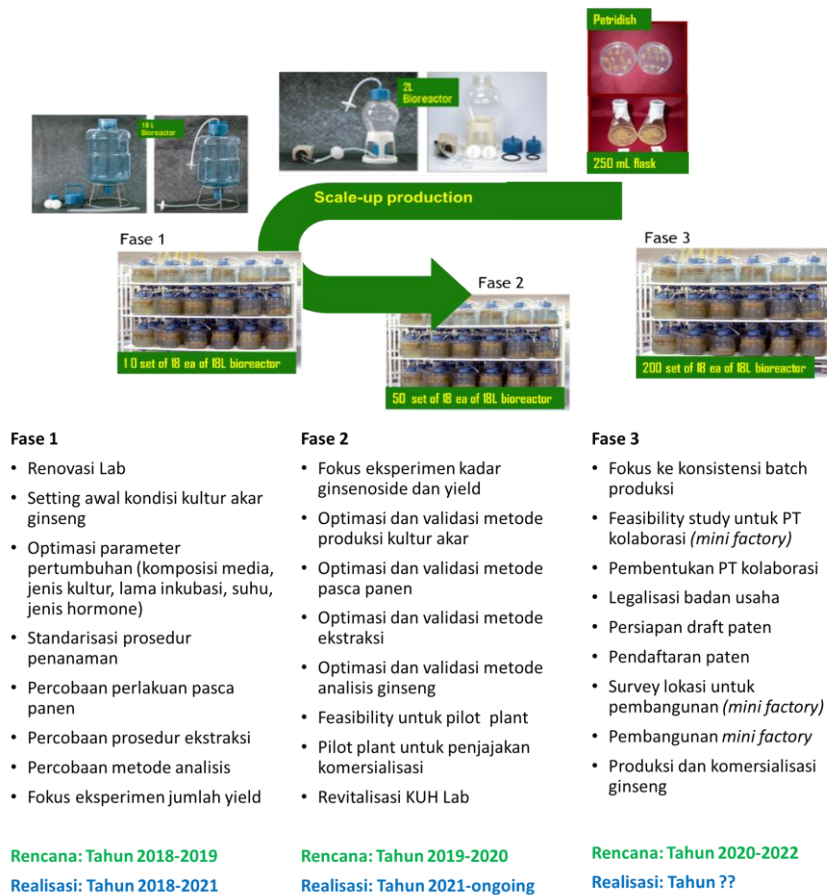 Petridish
2L
Bioreactor
18 L
Bioreactor
250 mL flask
Scale-up production
Fase 1
Fase 3
Fase 2
1 0 set of 18 ea of 18L bioreactor
200 set of 18 ea of 18L bioreactor
50 set of 18 ea of 18L bioreactor
Fase 1
• Renovasi Lab
• Setting awal kondisi kultur akar
ginseng
• Optimasi parameter
pertumbuhan (komposisi media,
jenis kultur, lama inkubasi, suhu,
jenis hormone)
• Standarisasi prosedur
penanaman
• Percobaan perlakuan pasca
panen
• Percobaan prosedur ekstraksi
• Percobaan metode analisis
• Fokus eksperimen jumlah yield
Rencana: Tahun 2018-2019
Realisasi: Tahun 2018-2021
Fase 2
• Fokus eksperimen kadar
ginsenoside dan yield
• Optimasi dan validasi metode
produksi kultur akar
• Optimasi dan validasi metode
pasca panen
• Optimasi dan validasi metode
ekstraksi
• Optimasi dan validasi metode
analisis ginseng
• Feasibility untuk pilot plant
• Pilot plant untuk penjajakan
komersialisasi
• Revitalisasi KUH Lab
Rencana: Tahun 2019-2020
Realisasi: Tahun 2021-ongoing
Fase 3
• Fokus ke konsistensi batch
produksi
• Feasibility study untuk PT
kolaborasi (mini factory)
• Pembentukan PT kolaborasi
• Legalisasi badan usaha
• Persiapan draft paten
• Pendaftaran paten
• Survey lokasi untuk
pembangunan (mini factory)
• Pembangunan mini factory
• Produksi dan komersialisasi
ginseng
Rencana: Tahun 2020-2022
Realisasi: Tahun ??